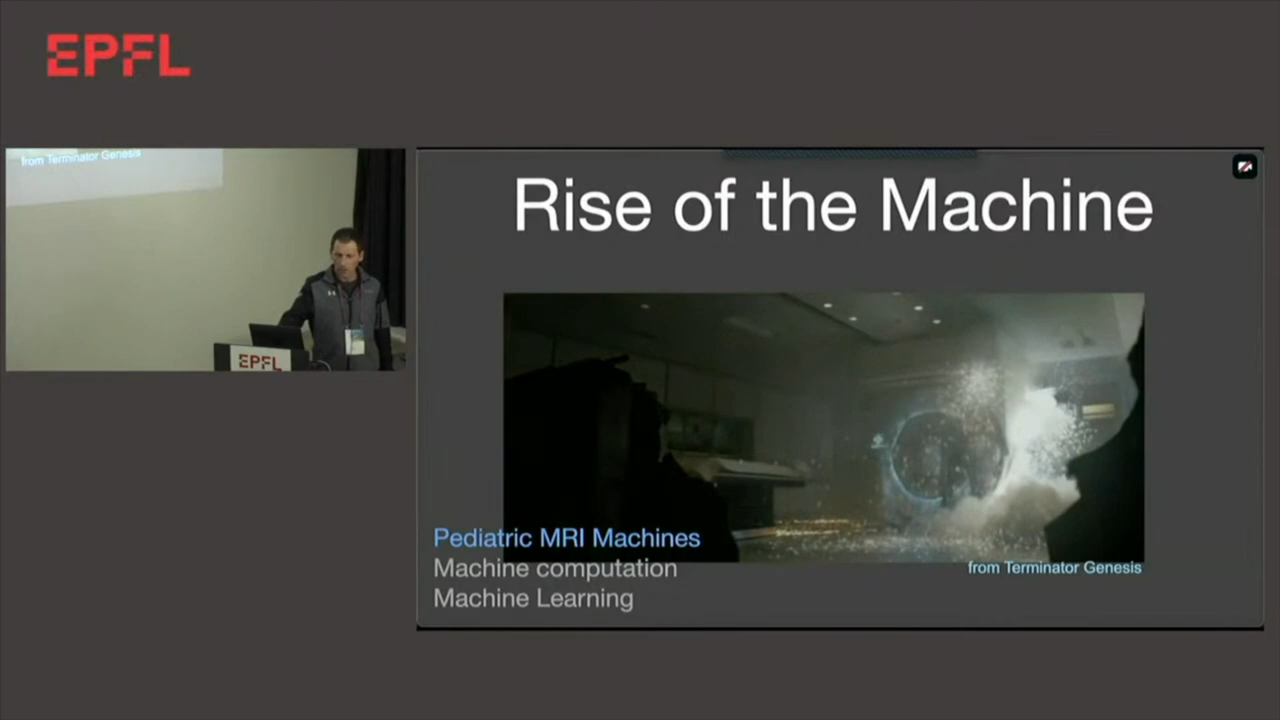 EPFL
from Terminator Genesis
EPFL
Rise of the Machine
Pediatric MRI Machines
Machine computation
Machine Learning
from Terminator Genesis